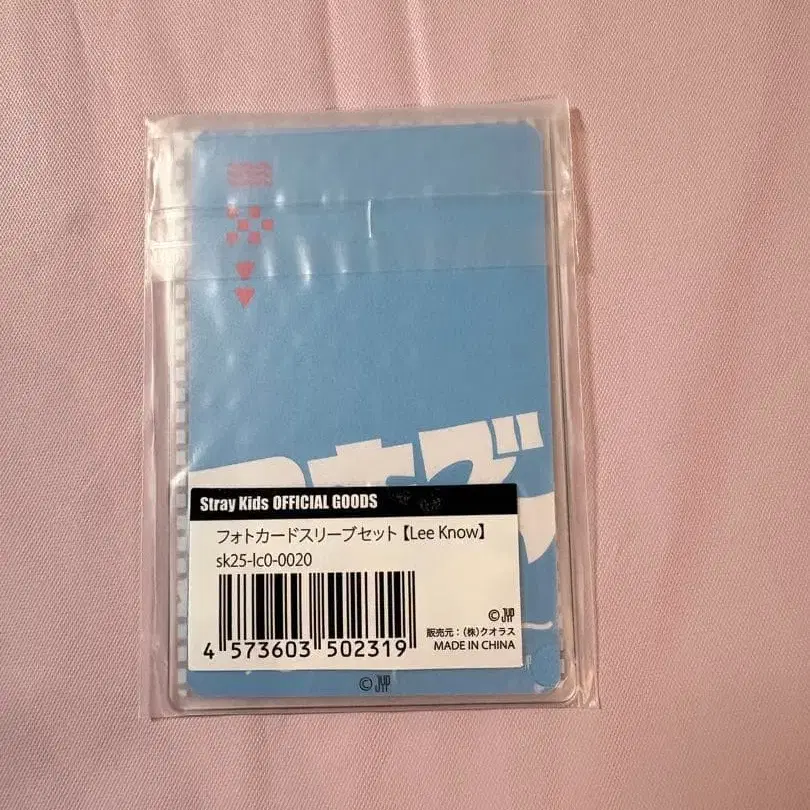 Stray Kids OFFICIAL GOODS
フォトカードスリーブセット【Lee Know】
sk25-lc0-0020
4 573603 502319
© JYP
販売元：(株)クオラス
MADE IN CHINA
© JYP